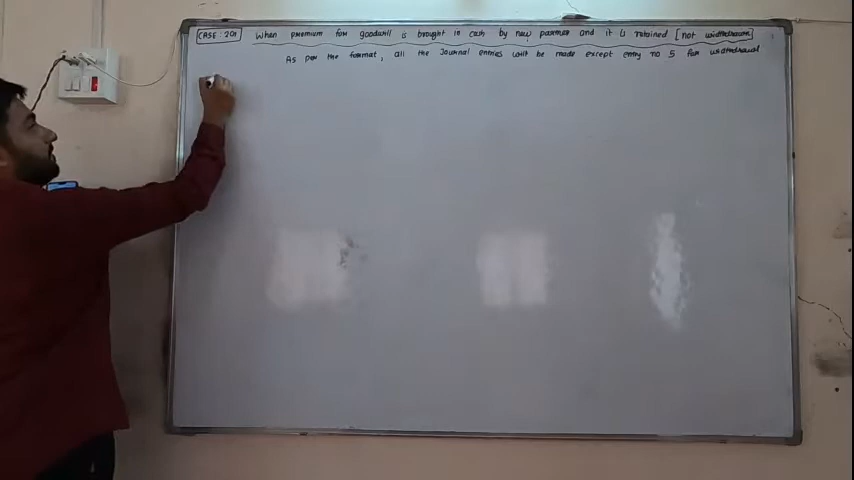 CASE: 2(i) When premium for goodwill is brought in cash by new partner and it is retained [not withdrawn]
As per the format, all the Journal entries will be made except entry no 5 for withdrawal